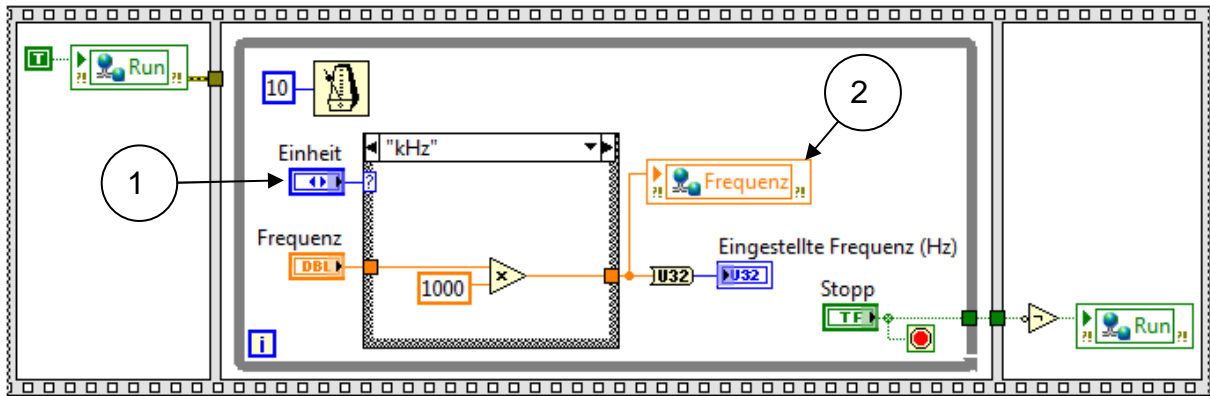 T
Run
?!
?!
10
1
Einheit
?
"kHz"
2
Frequenz
?!
?!
Frequenz
DBL
1000
×
U32
Eingestellte Frequenz (Hz)
U32
Stopp
TF
i
Run
?!
?!